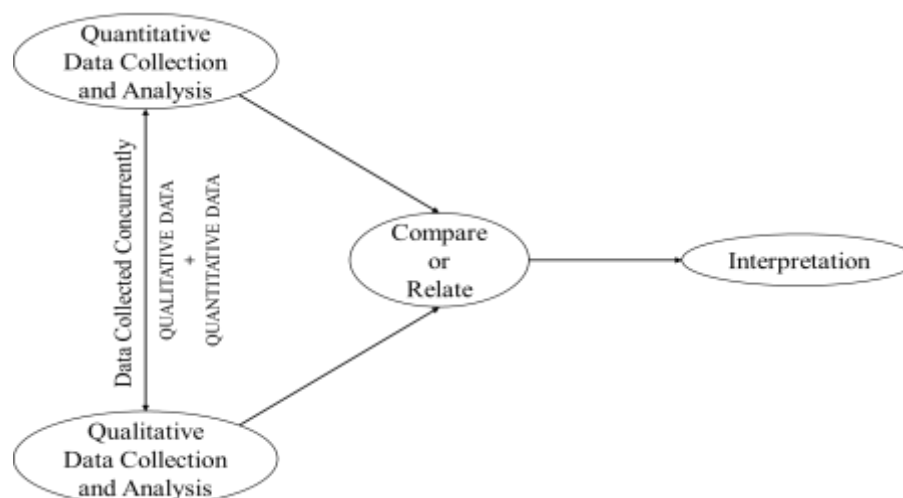 Quantitative
Data Collection
and Analysis
Data Collected Concurrently
QUALITATIVE DATA
+
QUANTITATIVE DATA
Compare
or
Relate
Interpretation
Qualitative
Data Collection
and Analysis